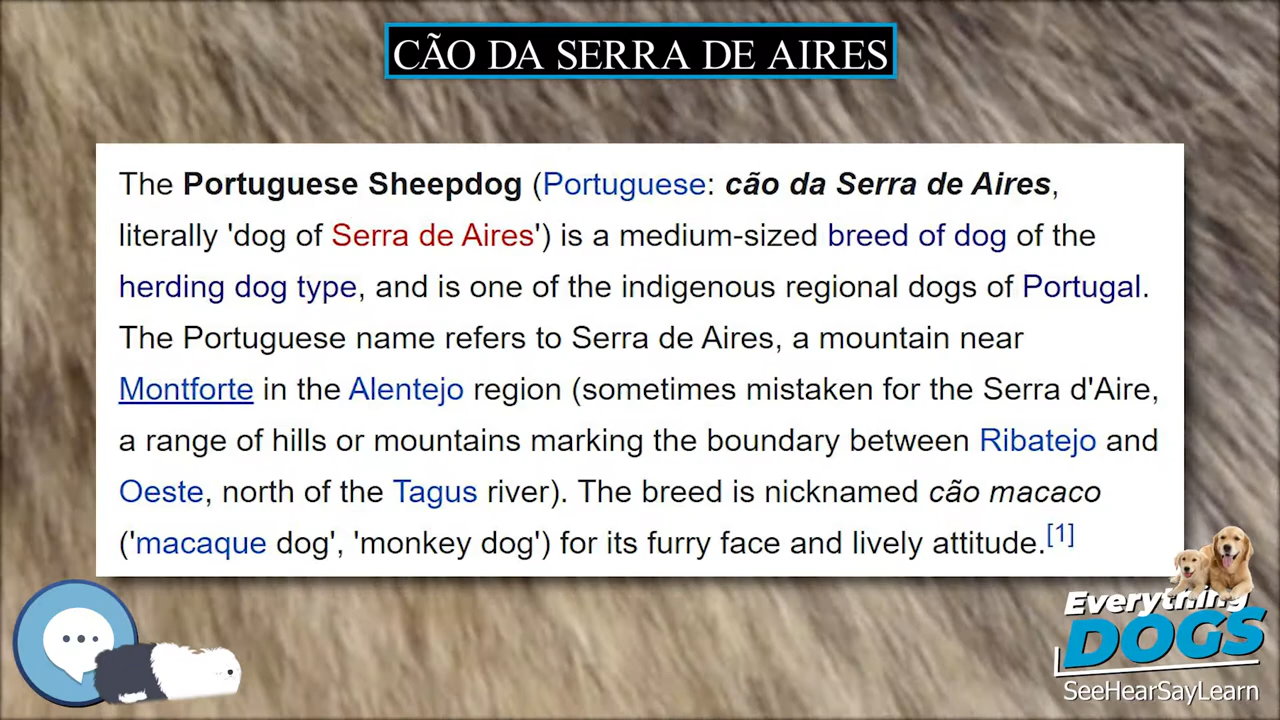 CÃO DA SERRA DE AIRES
The Portuguese Sheepdog (Portuguese: cão da Serra de Aires,
literally 'dog of Serra de Aires') is a medium-sized breed of dog of the
herding dog type, and is one of the indigenous regional dogs of Portugal.
The Portuguese name refers to Serra de Aires, a mountain near
Montforte in the Alentejo region (sometimes mistaken for the Serra d'Aire,
a range of hills or mountains marking the boundary between Ribatejo and
Oeste, north of the Tagus river). The breed is nicknamed cão macaco
('macaque dog', 'monkey dog') for its furry face and lively attitude.[1]
Everything
DOGS
SeeHearSayLearn